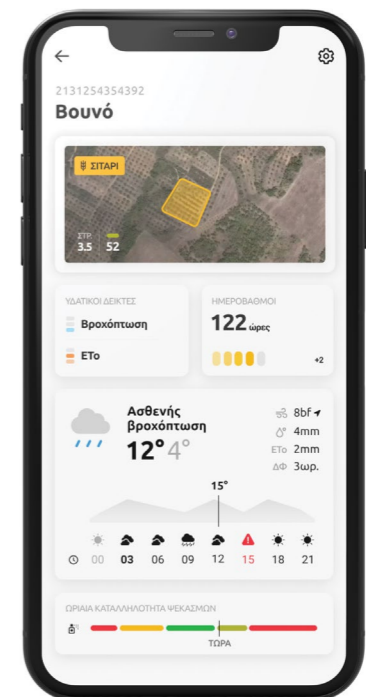 2131254354392
Βουνό
ΣΙΤΑΡΙ
ΣΤΡ.
3.5 52
ΥΔΑΤΙΚΟΙ ΔΕΙΚΤΕΣ
Βροχόπτωση
ETo
ΗΜΕΡΟΒΑΘΜΟΙ
122 ώρες
+2
Ασθενής
βροχόπτωση
12° 4°
8bf
4mm
ETo 2mm
ΔΦ 3ωρ.
15°
00 03 06 09 12 15 18 21
ΩΡΙΑΙΑ ΚΑΤΑΛΛΗΛΟΤΗΤΑ ΨΕΚΑΣΜΩΝ
ΤΩΡΑ